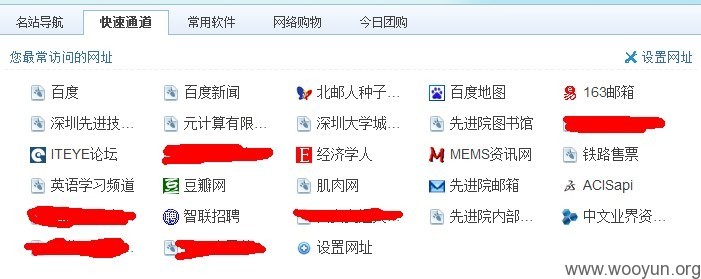 名站导航 快速通道 常用软件 网络购物 今日团购
您最常访问的网址 设置网址
百度 百度新闻 北邮人种子... 百度地图 163邮箱
深圳先进技... 元计算有限... 深圳大学城... 先进院图书馆
ITEYE论坛 经济学人 MEMS资讯网 铁路售票
英语学习频道 豆瓣网 肌肉网 先进院邮箱 ACISapi
智联招聘 先进院内部... 中文业界资...
设置网址
www.wooyun.org